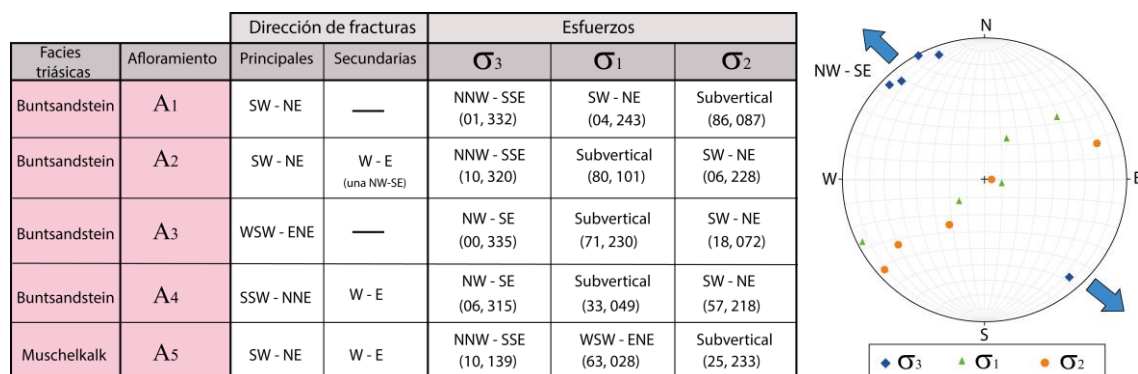 Dirección de fracturas Esfuerzos
Facies triásicas Afloramiento Principales Secundarias σ3 σ1 σ2
Buntsandstein A1 SW - NE — NNW - SSE (01, 332) SW - NE (04, 243) Subvertical (86, 087)
Buntsandstein A2 SW - NE W - E (una NW-SE) NNW - SSE (10, 320) Subvertical (80, 101) SW - NE (06, 228)
Buntsandstein A3 WSW - ENE — NW - SE (00, 335) Subvertical (71, 230) SW - NE (18, 072)
Buntsandstein A4 SSW - NNE W - E NW - SE (06, 315) Subvertical (33, 049) SW - NE (57, 218)
Muschelkalk A5 SW - NE W - E NNW - SSE (10, 139) WSW - ENE (63, 028) Subvertical (25, 233)
N
NW - SE
W E
S
σ3 σ1 σ2